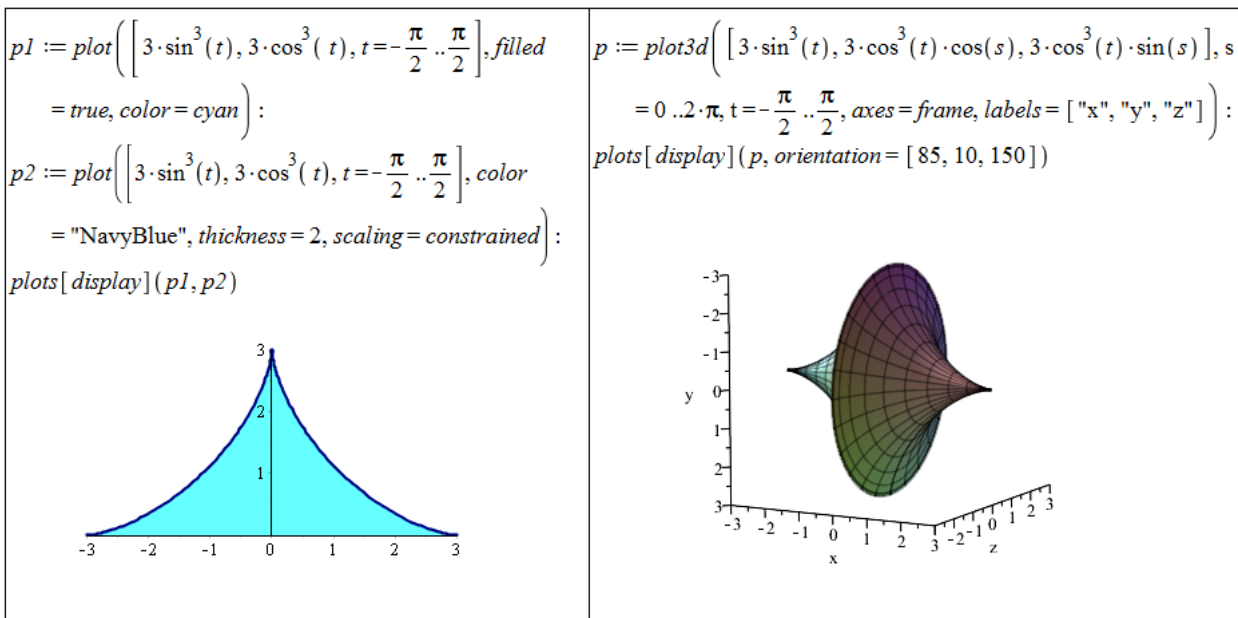 p1 := plot([3·sin³(t), 3·cos³( t), t = -π/2 .. π/2], filled
= true, color = cyan) :
p2 := plot([3·sin³(t), 3·cos³( t), t = -π/2 .. π/2], color
= "NavyBlue", thickness = 2, scaling = constrained) :
plots[display](p1, p2)
3
2
1
-3 -2 -1 0 1 2 3
p := plot3d([3·sin³(t), 3·cos³(t)·cos(s), 3·cos³(t)·sin(s)], s
= 0 ..2·π, t = -π/2 .. π/2, axes = frame, labels = ["x", "y", "z"]) :
plots[display](p, orientation = [85, 10, 150])
-3
-2
-1
y 0
1
2
3
-3 -2 -1 0 1 2 3
x
-2 -1 0 1 2 3
z